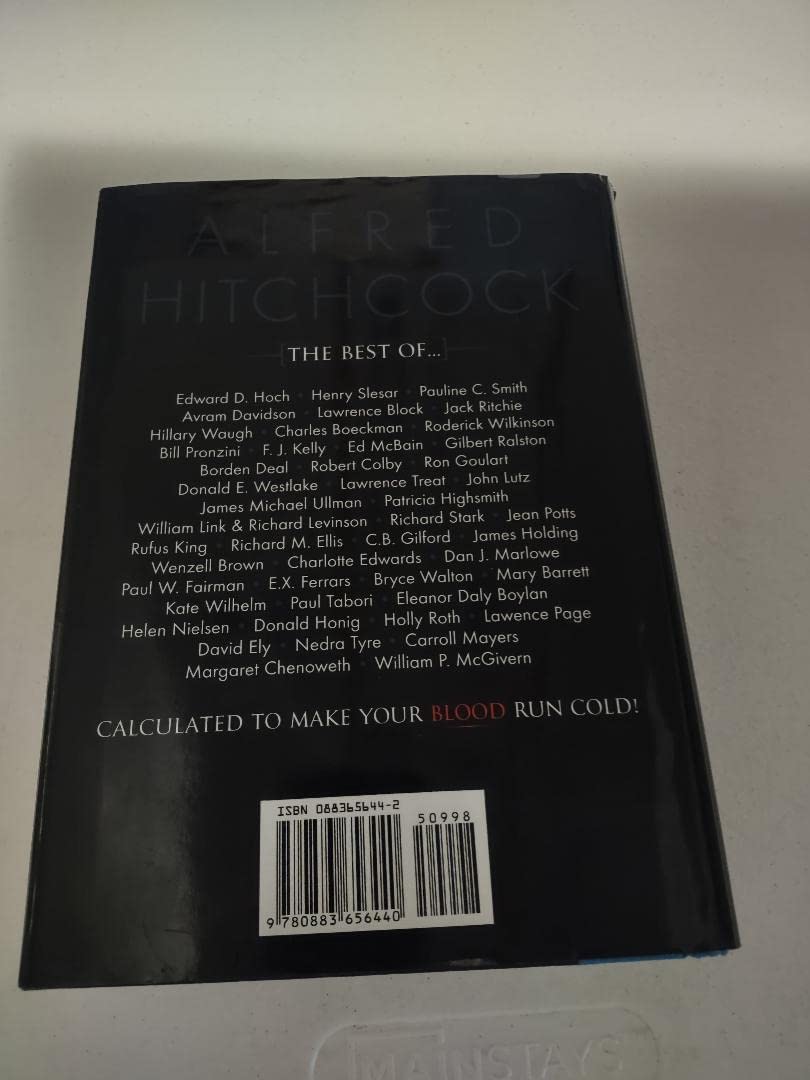 ALFRED
HITCHCOCK
THE BEST OF...
Edward D. Hoch • Henry Slesar • Pauline C. Smith
Avram Davidson • Lawrence Block • Jack Ritchie
Hillary Waugh • Charles Boeckman • Roderick Wilkinson
Bill Pronzini • F. J. Kelly • Ed McBain • Gilbert Ralston
Borden Deal • Robert Colby • Ron Goulart
Donald E. Westlake • Lawrence Treat • John Lutz
James Michael Ullman • Patricia Highsmith
William Link & Richard Levinson • Richard Stark • Jean Potts
Rufus King • Richard M. Ellis • C.B. Gilford • James Holding
Wenzell Brown • Charlotte Edwards • Dan J. Marlowe
Paul W. Fairman • E.X. Ferrars • Bryce Walton • Mary Barrett
Kate Wilhelm • Paul Tabori • Eleanor Daly Boylan
Helen Nielsen • Donald Honig • Holly Roth • Lawence Page
David Ely • Nedra Tyre • Carroll Mayers
Margaret Chenoweth • William P. McGivern
CALCULATED TO MAKE YOUR BLOOD RUN COLD!
ISBN 088365644-2
50998
9 780883 656440
MAINSTAYS